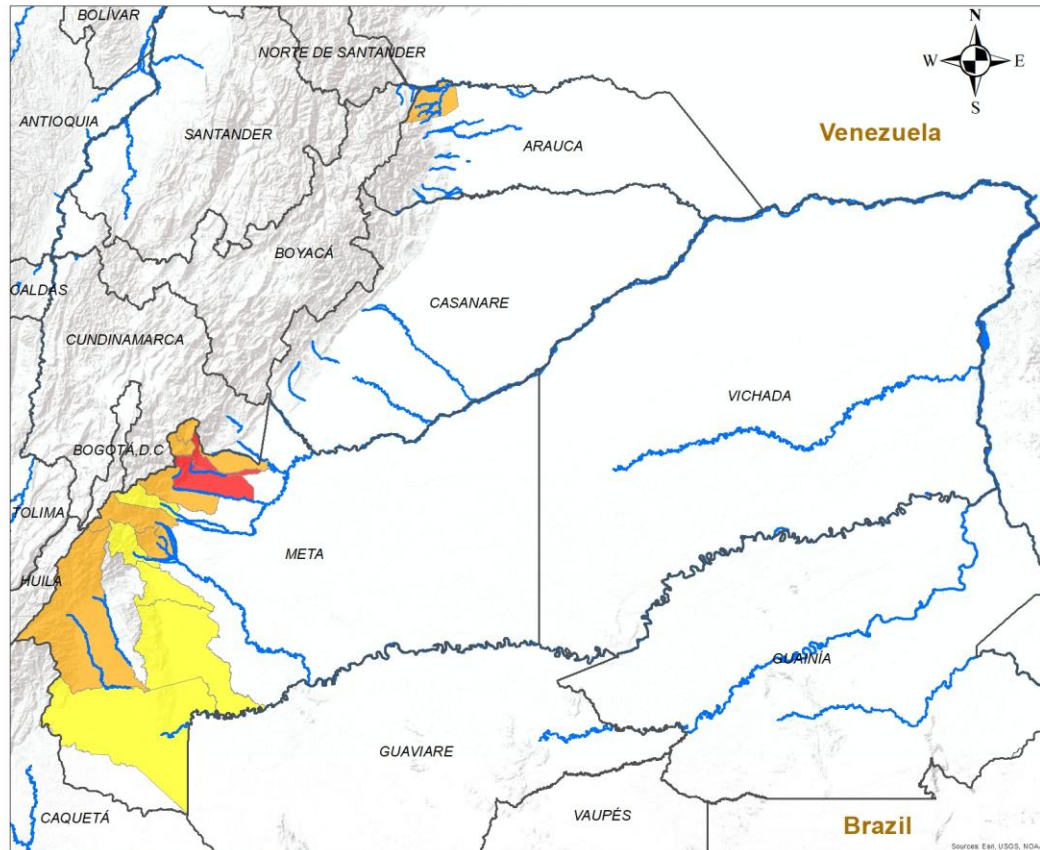 BOLÍVAR
N
NORTE DE SANTANDER
W
E
S
ANTIOQUIA
SANTANDER
ARAUCA
Venezuela
BOYACÁ
CALDAS
CASANARE
CUNDINAMARCA
VICHADA
BOGOTÁ,D.C
TOLIMA
META
HUILA
GUAINÍA
GUAVIARE
CAQUETÁ
VAUPÉS
Brazil
Sources: Esri, USGS, NOAA